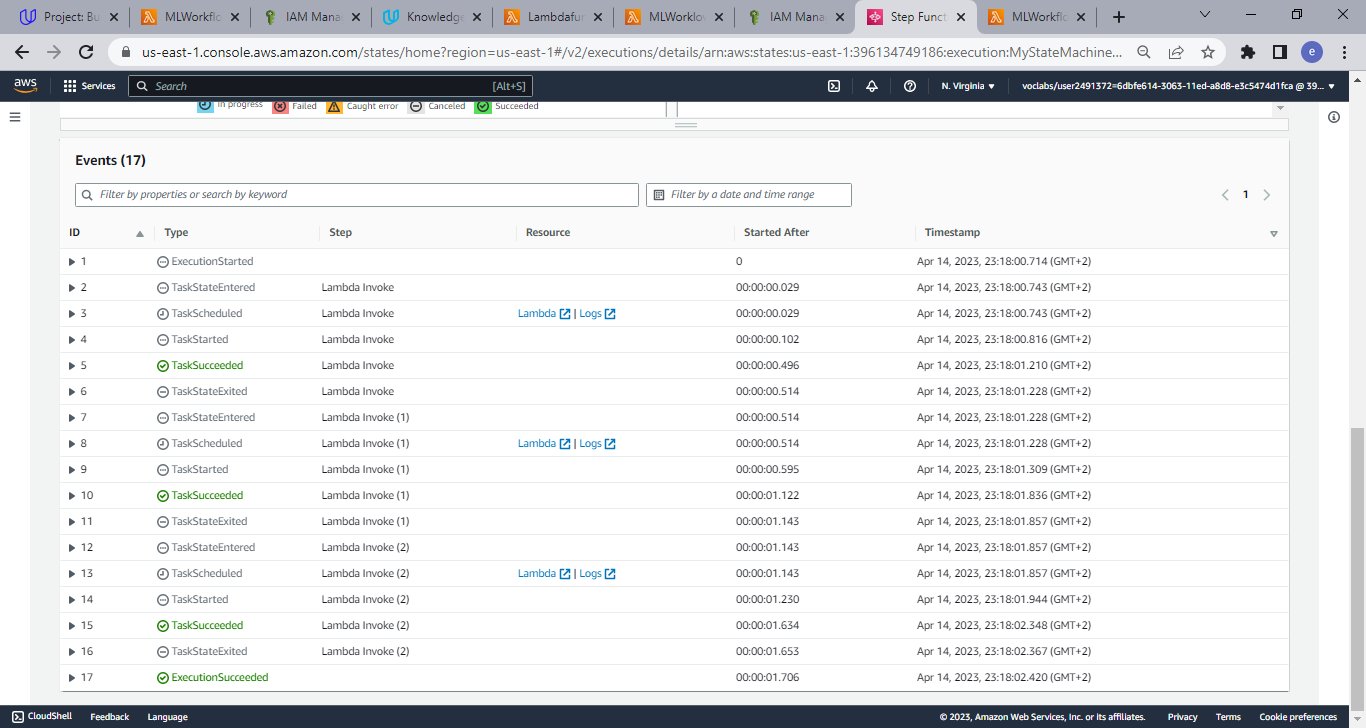 Project: Bu
MLWorkflo
IAM Mana
Knowledge
Lambdafur
MLWorklov
IAM Mana
Step Funct
MLWorkflo
us-east-1.console.aws.amazon.com/states/home?region=us-east-1#/v2/executions/details/arn:aws:states:us-east-1:396134749186:execution:MyStateMachine...
e
aws Services Search [Alt+S] N. Virginia voclabs/user2491372=6dbfe614-3063-11ed-a8d8-e3c5474d1fca @ 39...
In progress Failed Caught error Canceled Succeeded
Events (17)
Filter by properties or search by keyword Filter by a date and time range 1
ID Type Step Resource Started After Timestamp
1 ExecutionStarted 0 Apr 14, 2023, 23:18:00.714 (GMT+2)
2 TaskStateEntered Lambda Invoke 00:00:00.029 Apr 14, 2023, 23:18:00.743 (GMT+2)
3 TaskScheduled Lambda Invoke Lambda | Logs 00:00:00.029 Apr 14, 2023, 23:18:00.743 (GMT+2)
4 TaskStarted Lambda Invoke 00:00:00.102 Apr 14, 2023, 23:18:00.816 (GMT+2)
5 TaskSucceeded Lambda Invoke 00:00:00.496 Apr 14, 2023, 23:18:01.210 (GMT+2)
6 TaskStateExited Lambda Invoke 00:00:00.514 Apr 14, 2023, 23:18:01.228 (GMT+2)
7 TaskStateEntered Lambda Invoke (1) 00:00:00.514 Apr 14, 2023, 23:18:01.228 (GMT+2)
8 TaskScheduled Lambda Invoke (1) Lambda | Logs 00:00:00.514 Apr 14, 2023, 23:18:01.228 (GMT+2)
9 TaskStarted Lambda Invoke (1) 00:00:00.595 Apr 14, 2023, 23:18:01.309 (GMT+2)
10 TaskSucceeded Lambda Invoke (1) 00:00:01.122 Apr 14, 2023, 23:18:01.836 (GMT+2)
11 TaskStateExited Lambda Invoke (1) 00:00:01.143 Apr 14, 2023, 23:18:01.857 (GMT+2)
12 TaskStateEntered Lambda Invoke (2) 00:00:01.143 Apr 14, 2023, 23:18:01.857 (GMT+2)
13 TaskScheduled Lambda Invoke (2) Lambda | Logs 00:00:01.143 Apr 14, 2023, 23:18:01.857 (GMT+2)
14 TaskStarted Lambda Invoke (2) 00:00:01.230 Apr 14, 2023, 23:18:01.944 (GMT+2)
15 TaskSucceeded Lambda Invoke (2) 00:00:01.634 Apr 14, 2023, 23:18:02.348 (GMT+2)
16 TaskStateExited Lambda Invoke (2) 00:00:01.653 Apr 14, 2023, 23:18:02.367 (GMT+2)
17 ExecutionSucceeded 00:00:01.706 Apr 14, 2023, 23:18:02.420 (GMT+2)
CloudShell Feedback Language © 2023, Amazon Web Services, Inc. or its affiliates. Privacy Terms Cookie preferences